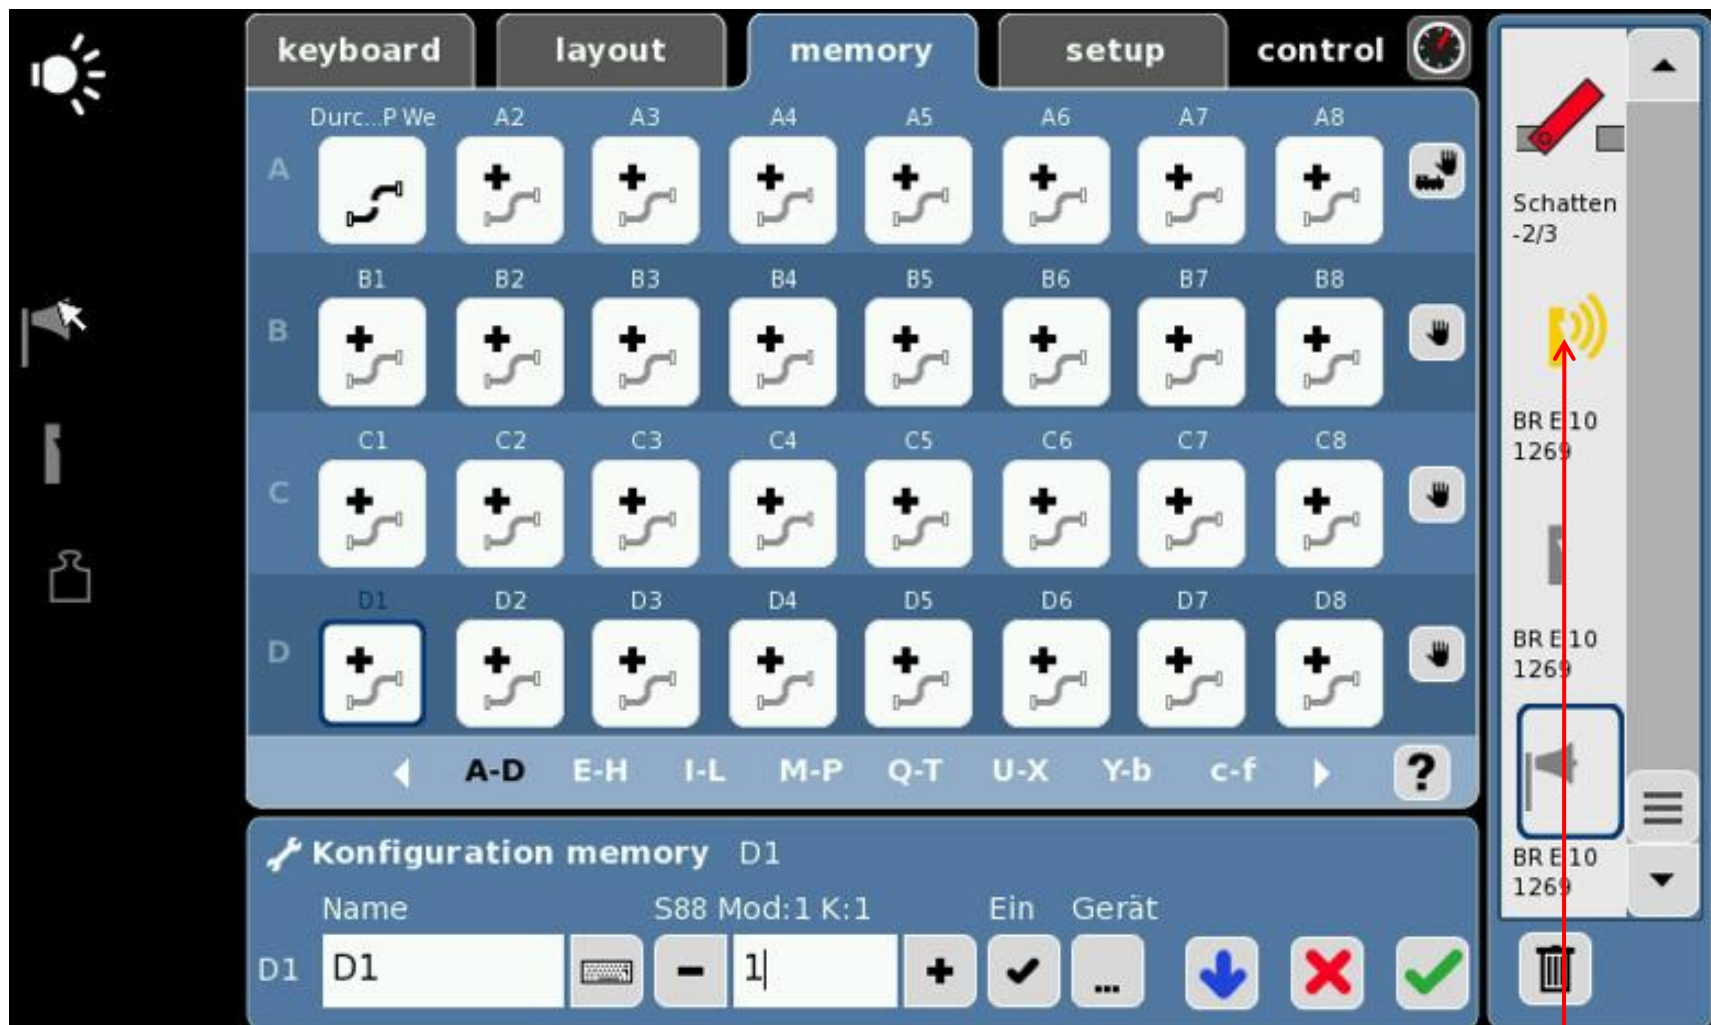 keyboard layout memory setup control
Durc...P We A2 A3 A4 A5 A6 A7 A8
A
B1 B2 B3 B4 B5 B6 B7 B8
B
C1 C2 C3 C4 C5 C6 C7 C8
C
D1 D2 D3 D4 D5 D6 D7 D8
D
A-D E-H I-L M-P Q-T U-X Y-b c-f ?
Konfiguration memory D1
Name S88 Mod:1 K:1 Ein Gerät
D1 D1 1 ...
Schatten
-2/3
BR E 10
1269
BR E 10
1269
BR E 10
1269